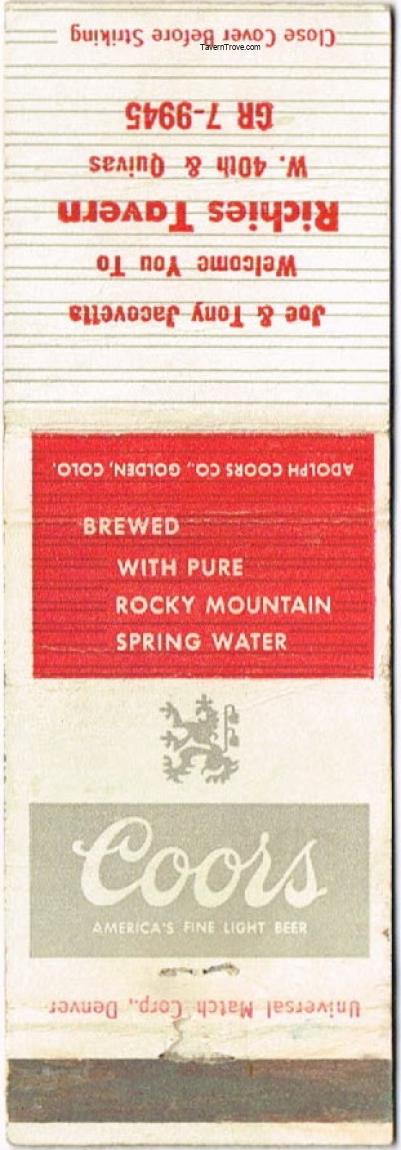 Close Cover Before Striking
TavernTrove.com
Joe & Tony Jacovetta
Welcome You To
Richies Tavern
W. 40th & Quivas
GR 7-9945
ADOLPH COORS CO., GOLDEN, COLO.
BREWED
WITH PURE
ROCKY MOUNTAIN
SPRING WATER
Coors
AMERICA'S FINE LIGHT BEER
Universal Match Corp., Denver